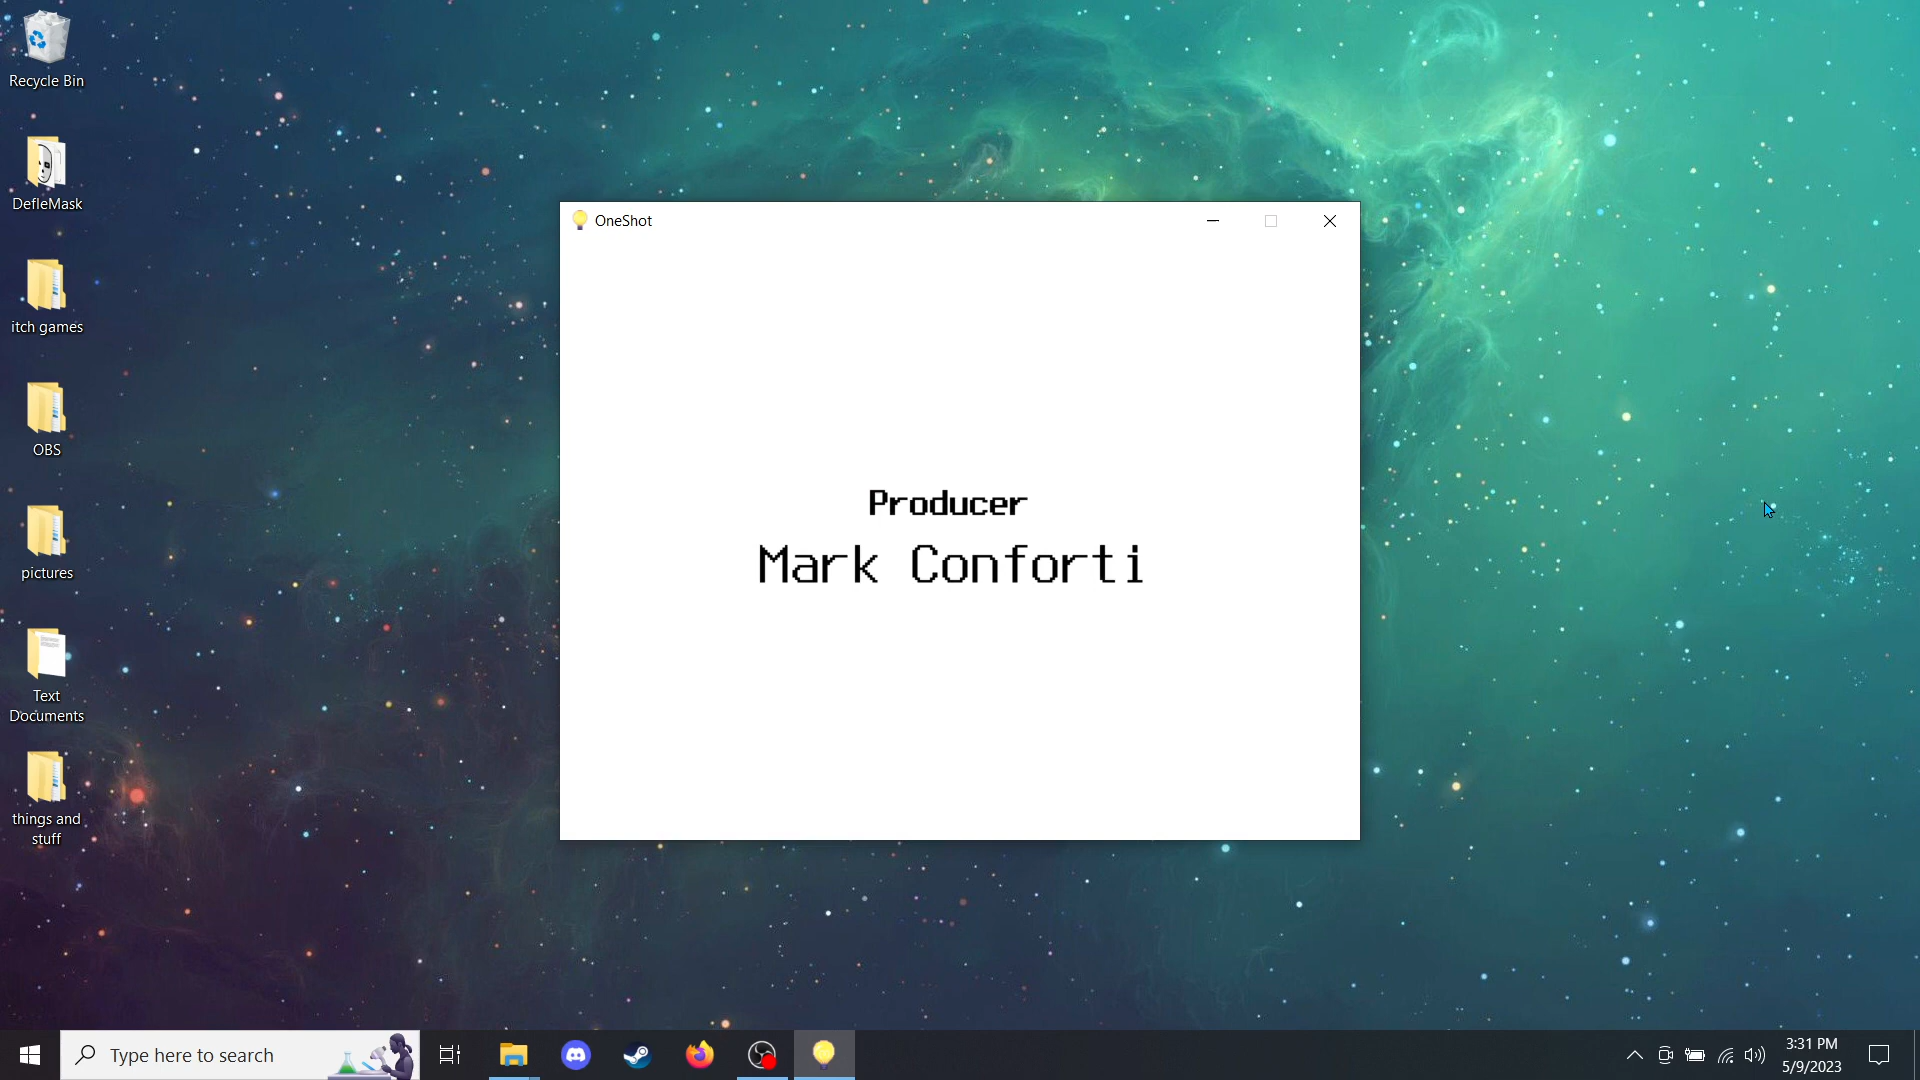 Recycle Bin
DefleMask
itch games
OBS
pictures
Text
Documents
things and
stuff
OneShot
Producer
Mark Conforti
Type here to search
3:31 PM
5/9/2023